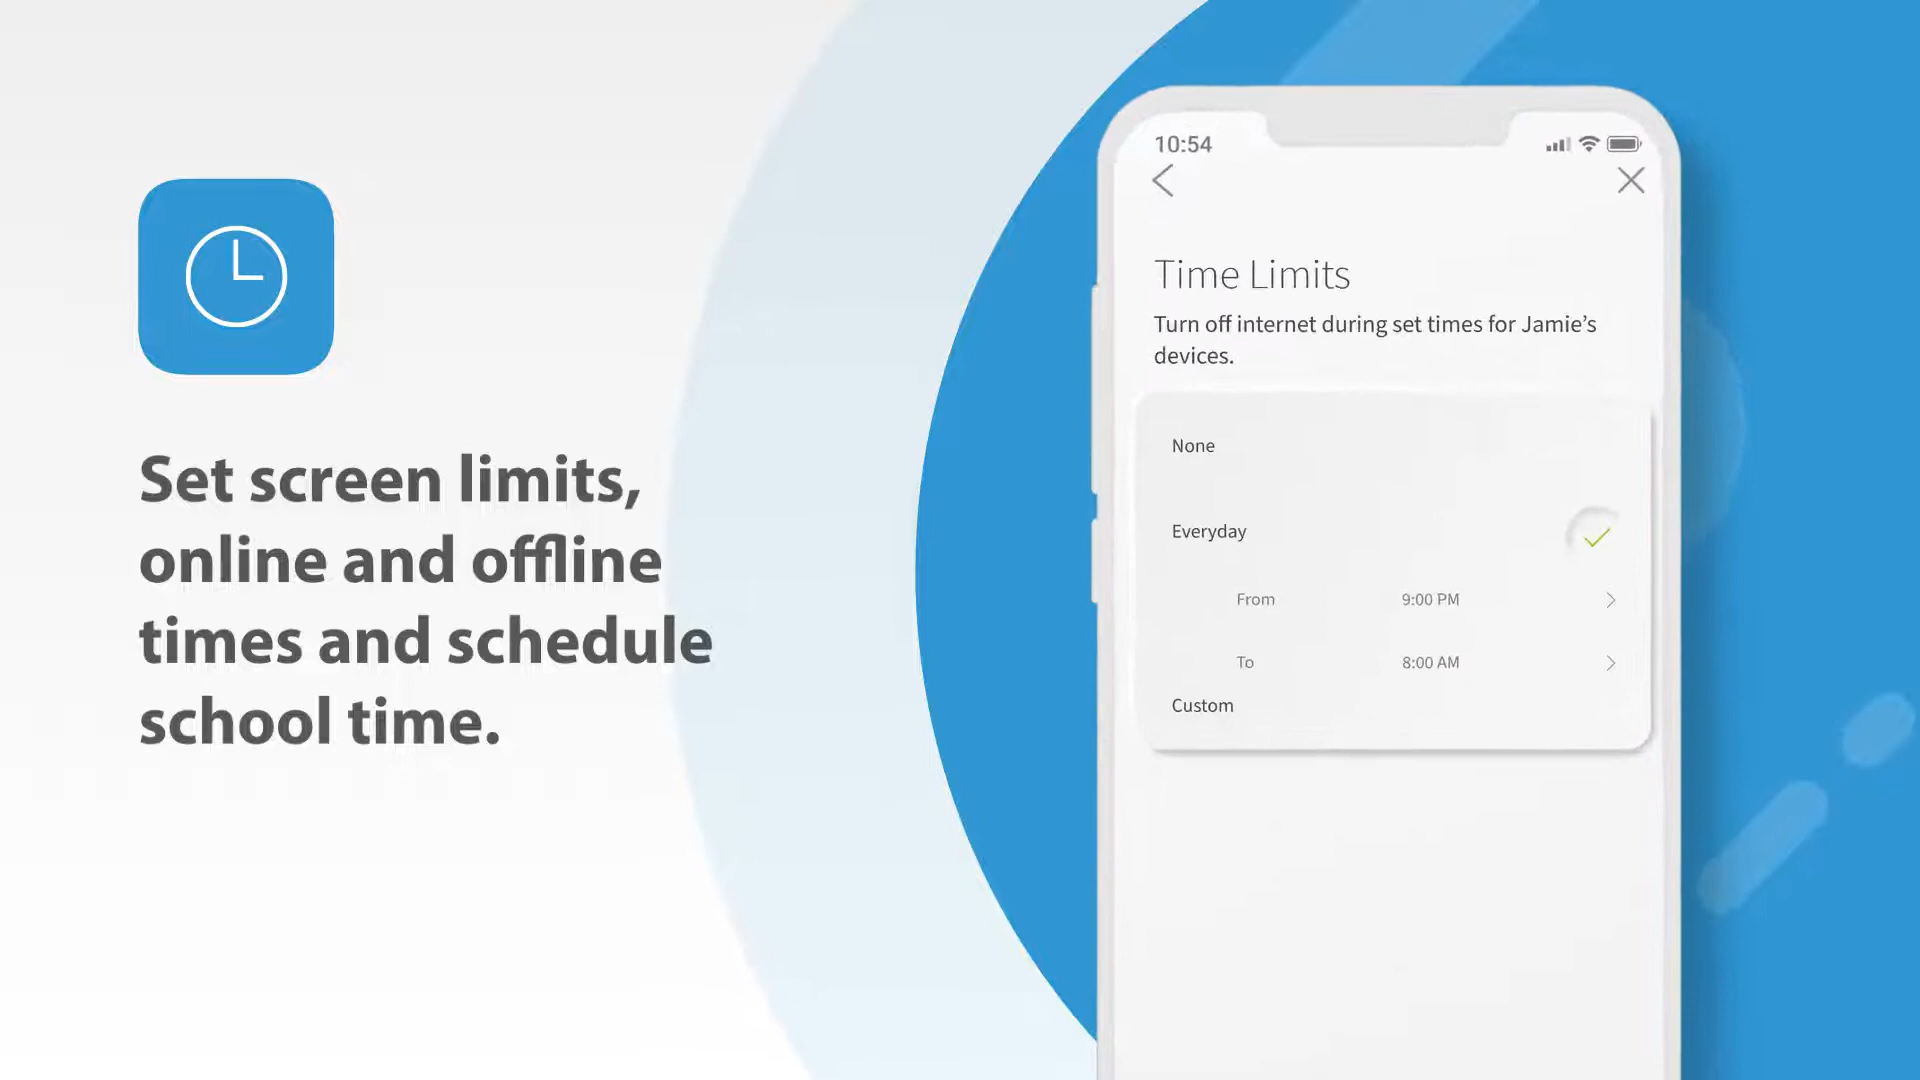 Set screen limits,
online and offline
times and schedule
school time.
10:54
Time Limits
Turn off internet during set times for Jamie’s
devices.
None
Everyday
From 9:00 PM
To 8:00 AM
Custom